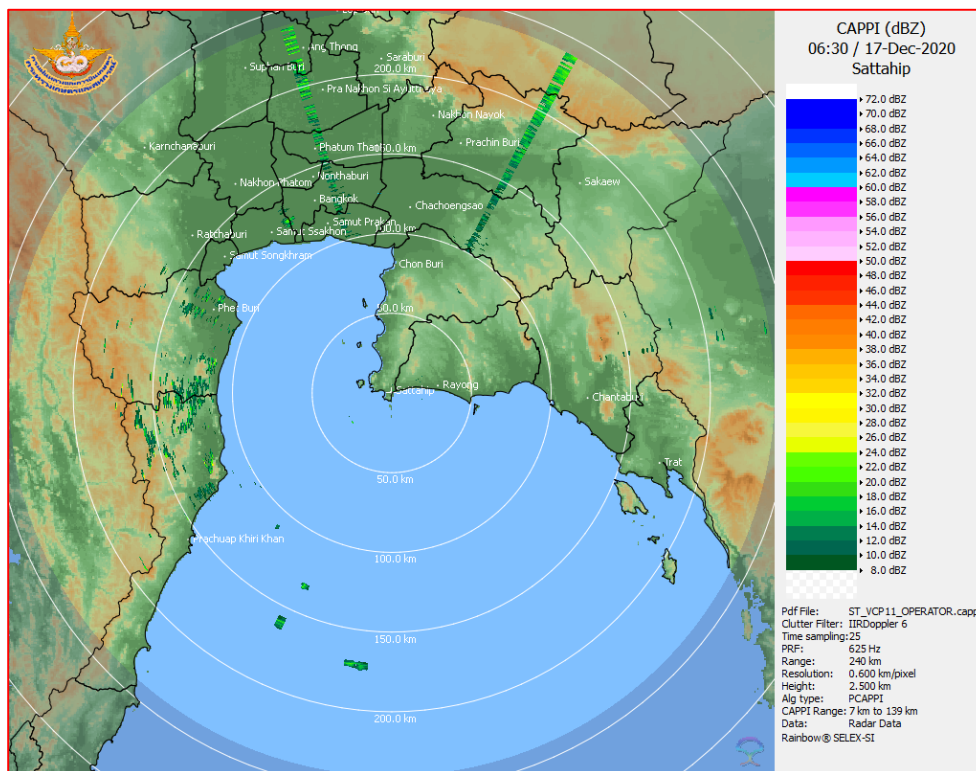 CAPPI (dBZ)
06:30 / 17-Dec-2020
Sattahip
72.0 dBZ
70.0 dBZ
68.0 dBZ
66.0 dBZ
64.0 dBZ
62.0 dBZ
60.0 dBZ
58.0 dBZ
56.0 dBZ
54.0 dBZ
52.0 dBZ
50.0 dBZ
48.0 dBZ
46.0 dBZ
44.0 dBZ
42.0 dBZ
40.0 dBZ
38.0 dBZ
36.0 dBZ
34.0 dBZ
32.0 dBZ
30.0 dBZ
28.0 dBZ
26.0 dBZ
24.0 dBZ
22.0 dBZ
20.0 dBZ
18.0 dBZ
16.0 dBZ
14.0 dBZ
12.0 dBZ
10.0 dBZ
8.0 dBZ
Pdf File: ST_VCP11_OPERATOR.capp
Clutter Filter: IIRDoppler 6
Time sampling: 25
PRF: 625 Hz
Range: 240 km
Resolution: 0.600 km/pixel
Height: 2.500 km
Alg type: PCAPPI
CAPPI Range: 7 km to 139 km
Data: Radar Data
Rainbow® SELEX-SI
Ang Thong
Saraburi
Suphan Buri
200.0 km
Pra Nakhon Si Ayutthaya
Nakhon Nayok
Karnchanaburi
Phatum Thani
Prachin Buri
Nonthaburi
Nakhon Phatom
Sakaew
Bangkok
Chachoengsao
Samut Prakan
Ratchaburi
Samut Ssakhon
100.0 km
Samut Songkhram
Chon Buri
Phet Buri
50.0 km
Sattahip
Rayong
Chantaburi
Trat
50.0 km
Prachuap Khiri Khan
100.0 km
150.0 km
200.0 km